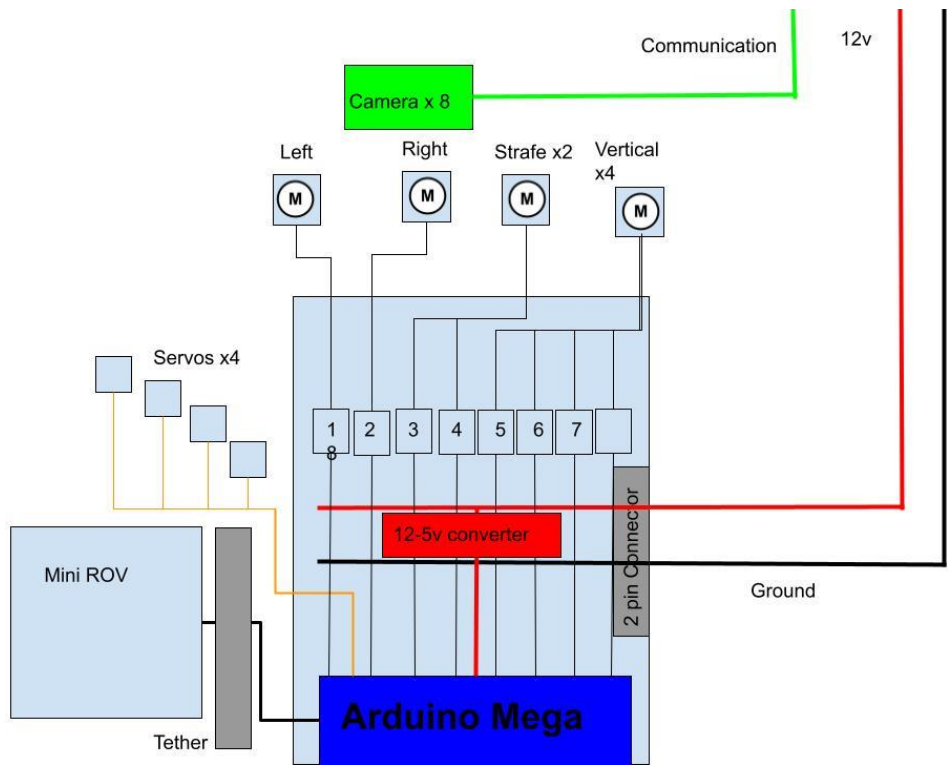 Communication
12v
Camera x 8
Left
Right
Strafe x2
Vertical
x4
M
M
M
M
Servos x4
1
8
2
3
4
5
6
7
12-5v converter
2 pin Connector
Mini ROV
Ground
Arduino Mega
Tether